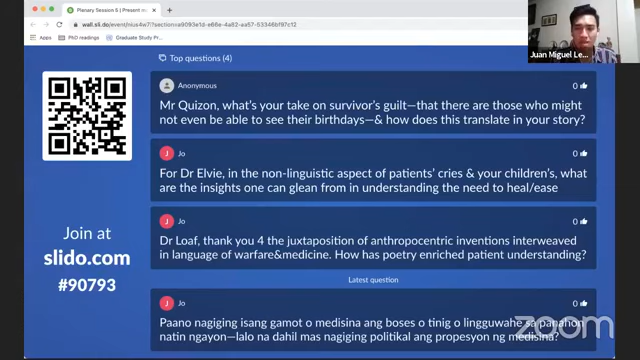 Plenary Session 5 | Present m
wall.sli.do/event/
Apps
PhD readings
Graduate Study Pr...
Juan Miguel Le...
Top questions (4)
Anonymous
0
Mr Quizon, what's your take on survivor's guilt—that there are those who might
not even be able to see their birthdays—& how does this translate in your story?
J
Jo
0
For Dr Elvie, in the non-linguistic aspect of patients' cries & your children's, what
are the insights one can glean from in understanding the need to heal/ease
J
Jo
0
Dr Loaf, thank you 4 the juxtaposition of anthropocentric inventions interweaved
in language of warfare&medicine. How has poetry enriched patient understanding?
Latest question
J
Jo
0
Paano nagiging isang gamot o medisina ang boses o tinig o lingguwahe sa panahon
natin ngayon—lalo na dahil mas nagiging politikal ang propesyon ng medisina?
Join at
slido.com
#90793
zoom